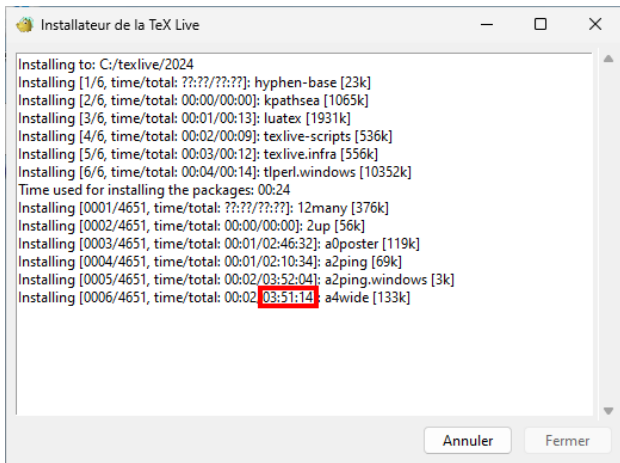 Installateur de la TeX Live
Installing to: C:/texlive/2024
Installing [1/6, time/total: ??:??/??:??]: hyphen-base [23k]
Installing [2/6, time/total: 00:00/00:00]: kpathsea [1065k]
Installing [3/6, time/total: 00:01/00:13]: luatex [1931k]
Installing [4/6, time/total: 00:02/00:09]: texlive-scripts [536k]
Installing [5/6, time/total: 00:03/00:12]: texlive.infra [556k]
Installing [6/6, time/total: 00:04/00:14]: tlperl.windows [10352k]
Time used for installing the packages: 00:24
Installing [0001/4651, time/total: ??:??/??:??]: 12many [376k]
Installing [0002/4651, time/total: 00:00/00:00]: 2up [56k]
Installing [0003/4651, time/total: 00:01/02:46:32]: a0poster [119k]
Installing [0004/4651, time/total: 00:01/02:10:34]: a2ping [69k]
Installing [0005/4651, time/total: 00:02/03:52:04]: a2ping.windows [3k]
Installing [0006/4651, time/total: 00:02/03:51:14]: a4wide [133k]
Annuler
Fermer